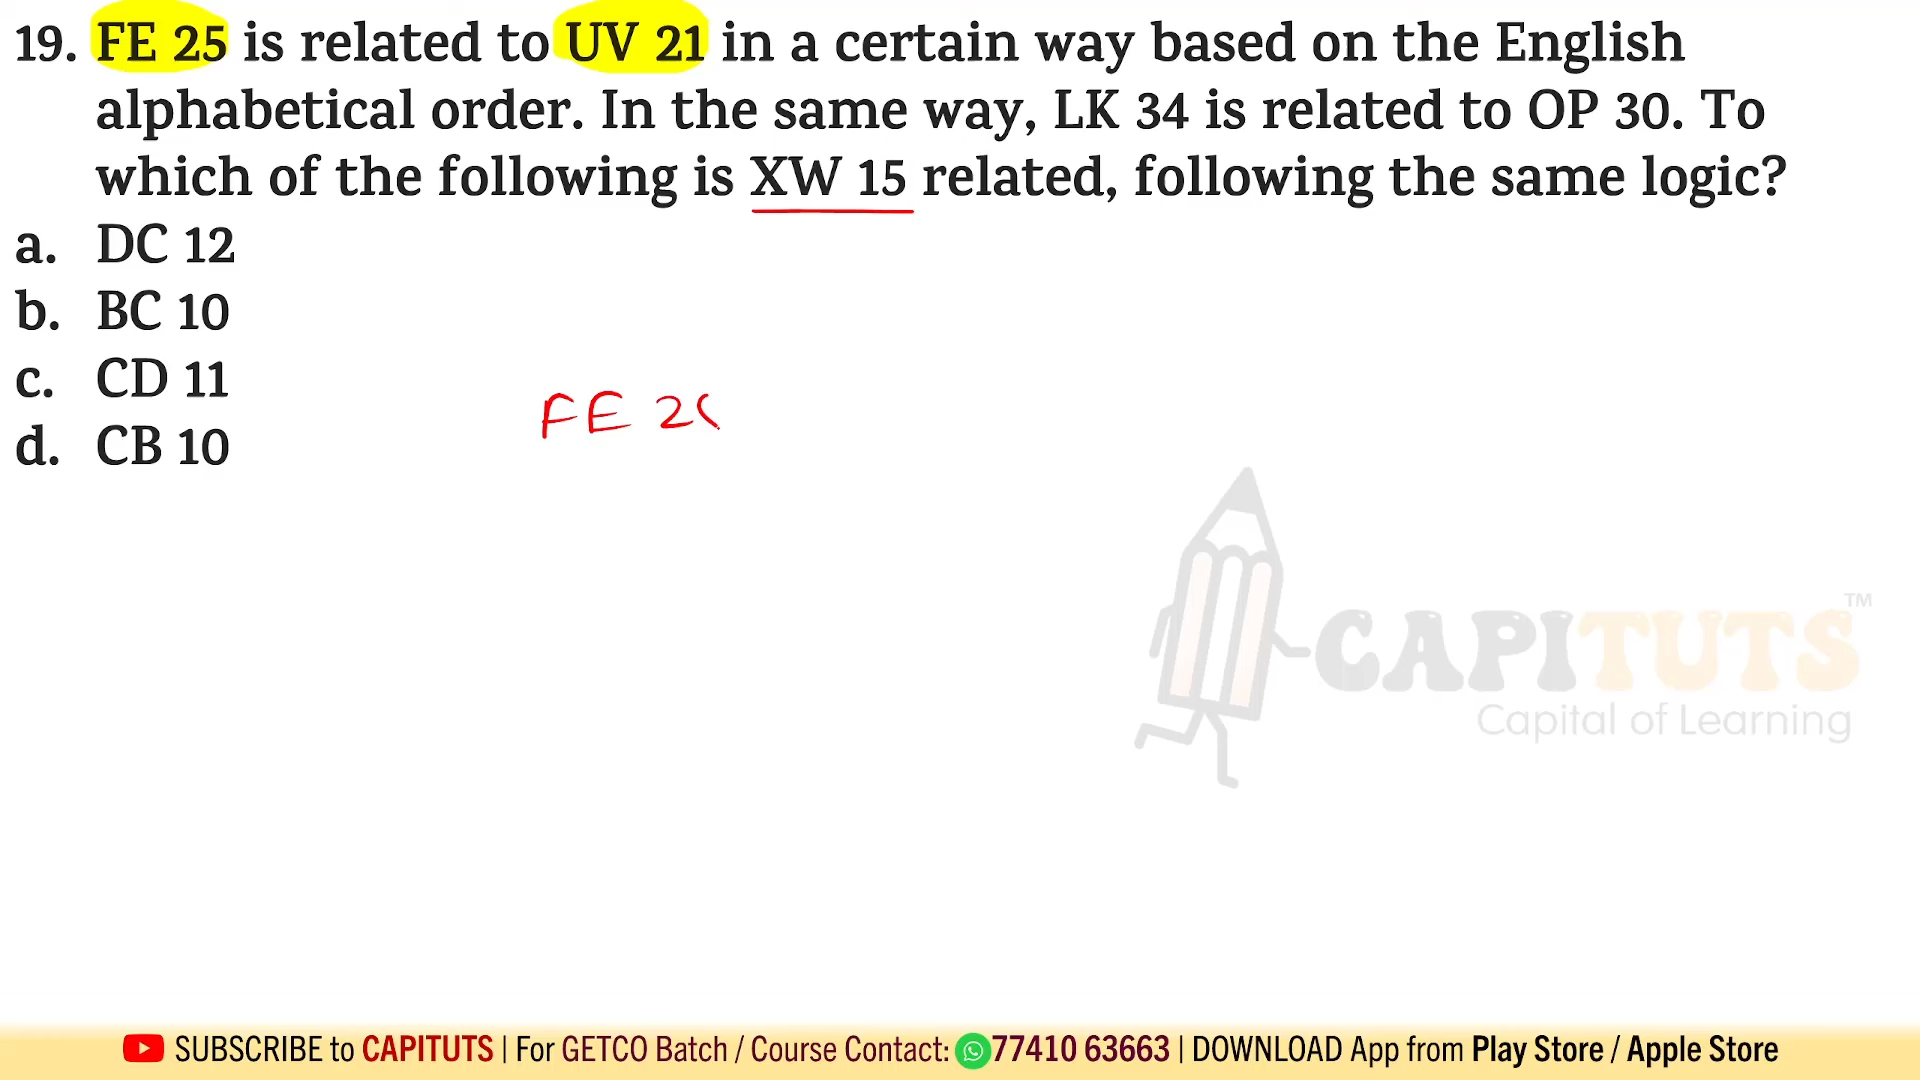 19. FE 25 is related to UV 21 in a certain way based on the English
alphabetical order. In the same way, LK 34 is related to OP 30. To
which of the following is XW 15 related, following the same logic?
a. DC 12
b. BC 10
c. CD 11
d. CB 10
FE 2
CAPITUTS™
Capital of Learning
SUBSCRIBE to CAPITUTS | For GETCO Batch / Course Contact: 77410 63663 | DOWNLOAD App from Play Store / Apple Store